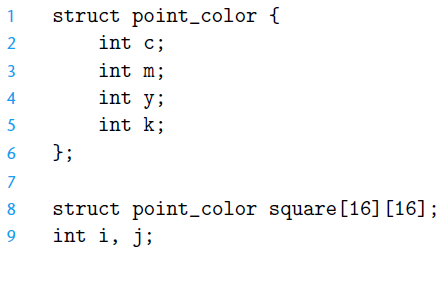 1 struct point_color {
2 int c;
3 int m;
4 int y;
5 int k;
6 };
7
8 struct point_color square[16][16];
9 int i, j;